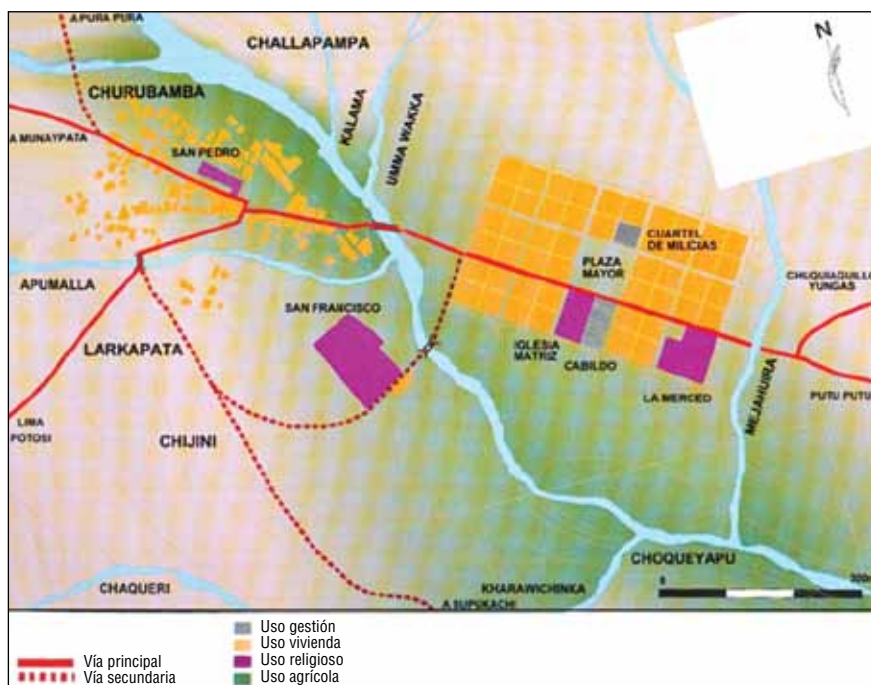 A PURA PURA
CHALLAPAMPA
N
CHURUBAMBA
KALAMA
UMMA WAKKA
A MUNAYPATA
SAN PEDRO
CUARTEL
DE MILICIAS
PLAZA
MAYOR
CHUQUIAGUILLO
YUNGAS
APUMALLA
SAN FRANCISCO
LARKAPATA
IGLESIA
MATRIZ
CABILDO
LA MERCED
MEJAHUIRA
PUTU PUTU
LIMA
POTOSI
CHIJINI
CHOQUEYAPU
CHAQUERI
KHARAWICHINKA
A SUPUKACHI
0
Vía principal
Vía secundaria
Uso gestión
Uso vivienda
Uso religioso
Uso agrícola